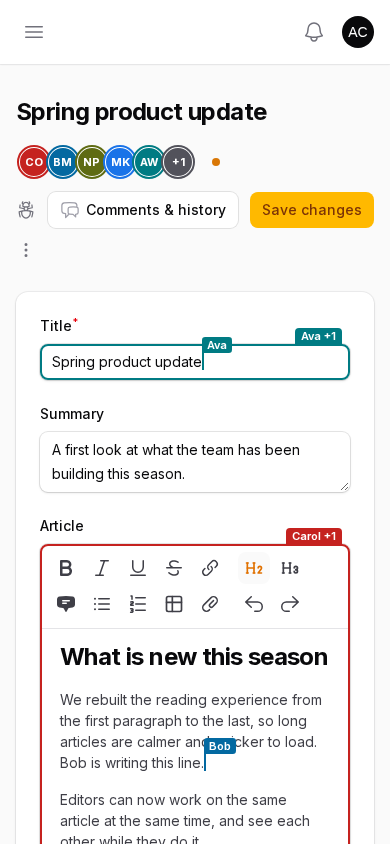 AC
Spring product update
CO BM NP MK AW +1
Comments & history
Save changes
Title*
Ava +1
Ava
Spring product update
Summary
A first look at what the team has been
building this season.
Article
Carol +1
B I U S H2 H3
What is new this season
We rebuilt the reading experience from
the first paragraph to the last, so long
articles are calmer and quicker to load.
Bob
Bob is writing this line.
Editors can now work on the same
article at the same time, and see each
other while they do it.